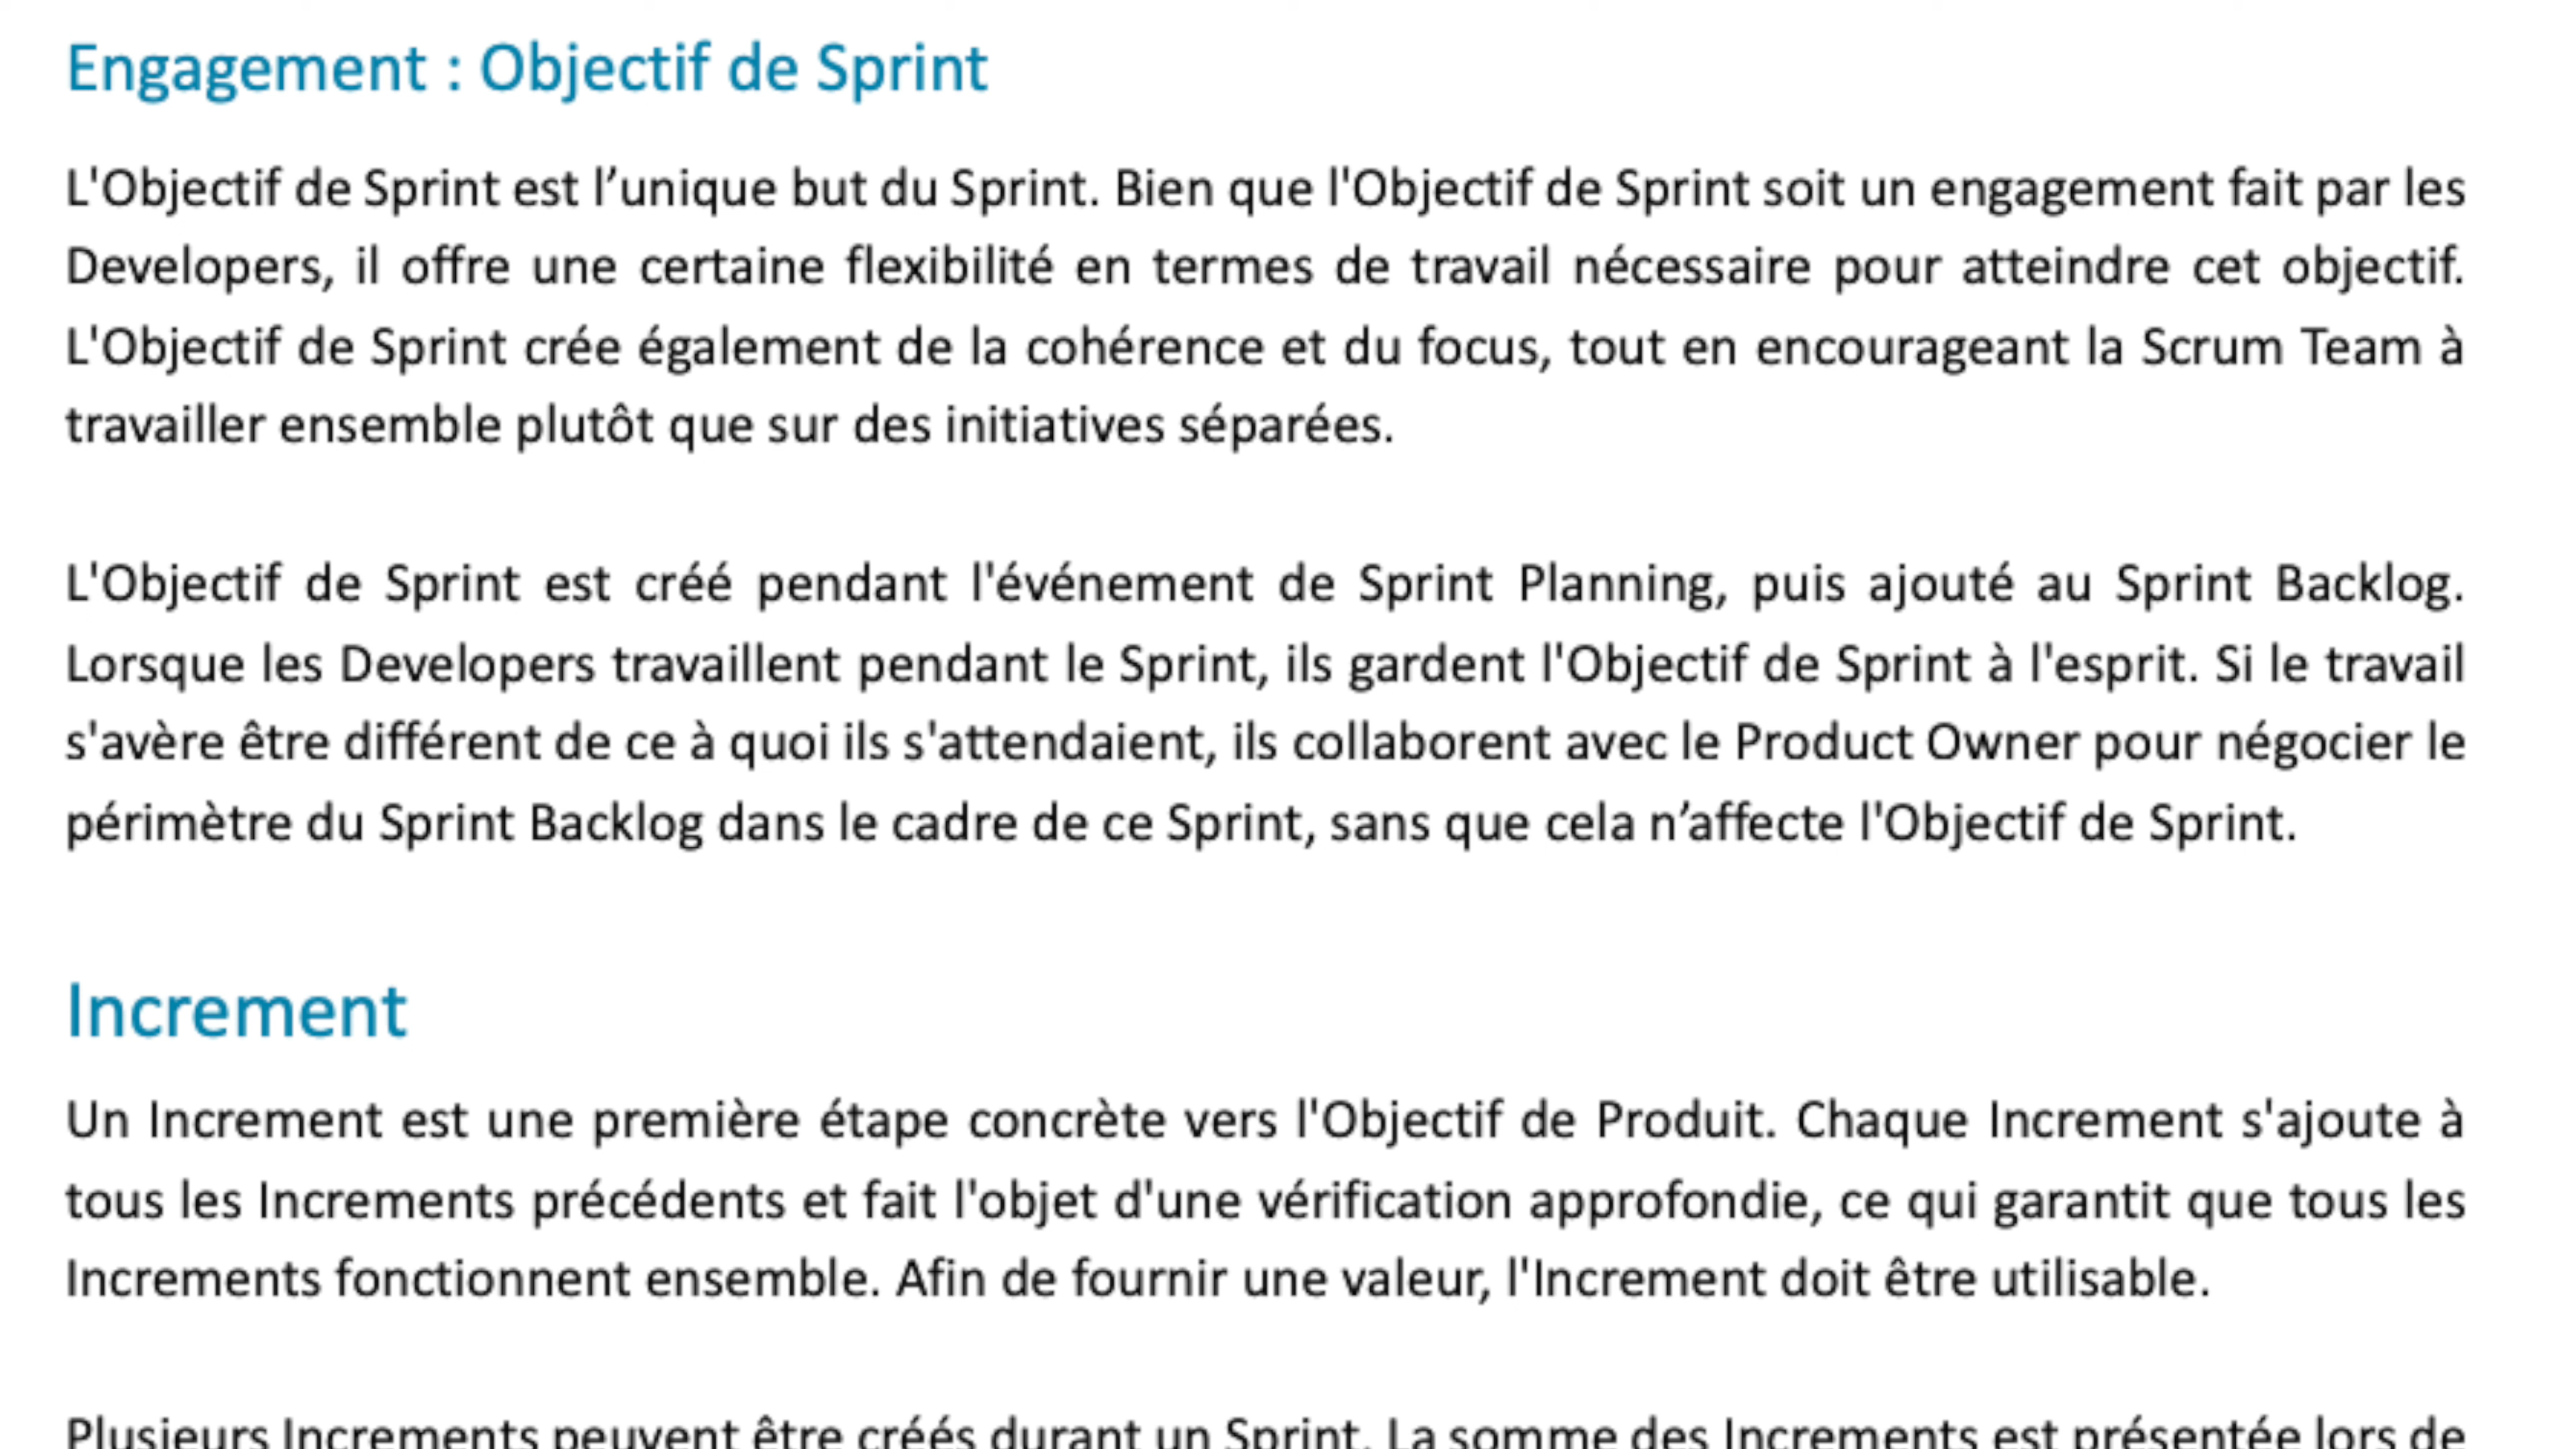 Engagement : Objectif de Sprint
L'Objectif de Sprint est l’unique but du Sprint. Bien que l'Objectif de Sprint soit un engagement fait par les
Developers, il offre une certaine flexibilité en termes de travail nécessaire pour atteindre cet objectif.
L'Objectif de Sprint crée également de la cohérence et du focus, tout en encourageant la Scrum Team à
travailler ensemble plutôt que sur des initiatives séparées.
L'Objectif de Sprint est créé pendant l'événement de Sprint Planning, puis ajouté au Sprint Backlog.
Lorsque les Developers travaillent pendant le Sprint, ils gardent l'Objectif de Sprint à l'esprit. Si le travail
s'avère être différent de ce à quoi ils s'attendaient, ils collaborent avec le Product Owner pour négocier le
périmètre du Sprint Backlog dans le cadre de ce Sprint, sans que cela n’affecte l'Objectif de Sprint.
Increment
Un Increment est une première étape concrète vers l'Objectif de Produit. Chaque Increment s'ajoute à
tous les Increments précédents et fait l'objet d'une vérification approfondie, ce qui garantit que tous les
Increments fonctionnent ensemble. Afin de fournir une valeur, l'Increment doit être utilisable.
Plusieurs Increments peuvent être créés durant un Sprint. La somme des Increments est présentée lors de